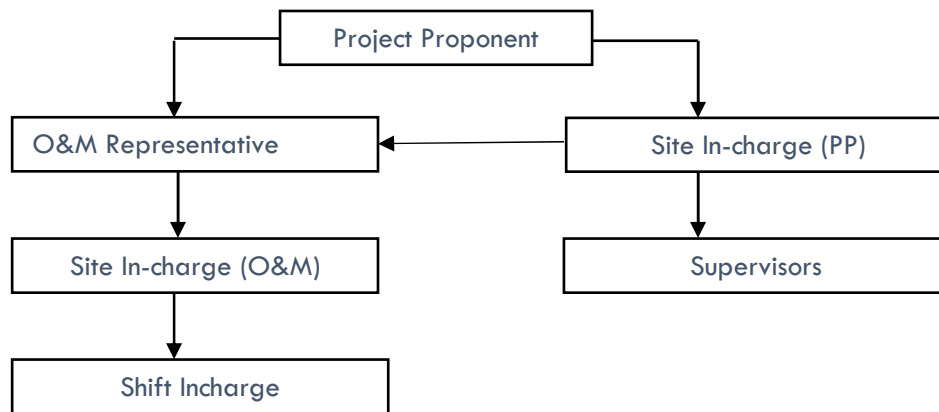 Project Proponent
O&M Representative
Site In-charge (PP)
Site In-charge (O&M)
Supervisors
Shift Incharge